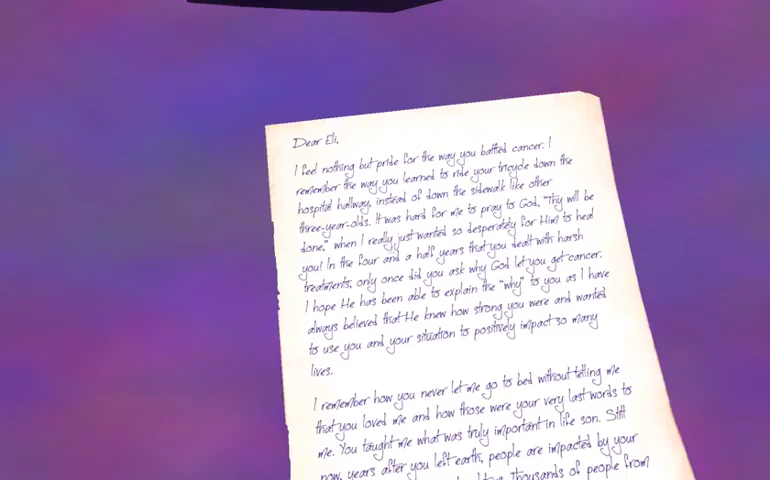 Dear Eli,
I feel nothing but pride for the way you battled cancer. I
remember the way you learned to ride your tricycle down the
hospital hallway, instead of down the sidewalk like other
three-year-olds. It was hard for me to pray to God, "Thy will be
done," when I really just wanted so desperately for Him to heal
you! In the four and a half years that you dealt with harsh
treatments, only once did you ask why God let you get cancer.
I hope He has been able to explain the "why" to you as I have
always believed that He knew how strong you were and wanted
to use you and your situation to positively impact so many
lives.
I remember how you never let me go to bed without telling me
that you loved me and how those were your very last words to
me. You taught me what was truly important in life son. Still
now, years after you left earth, people are impacted by your
thousands of people from